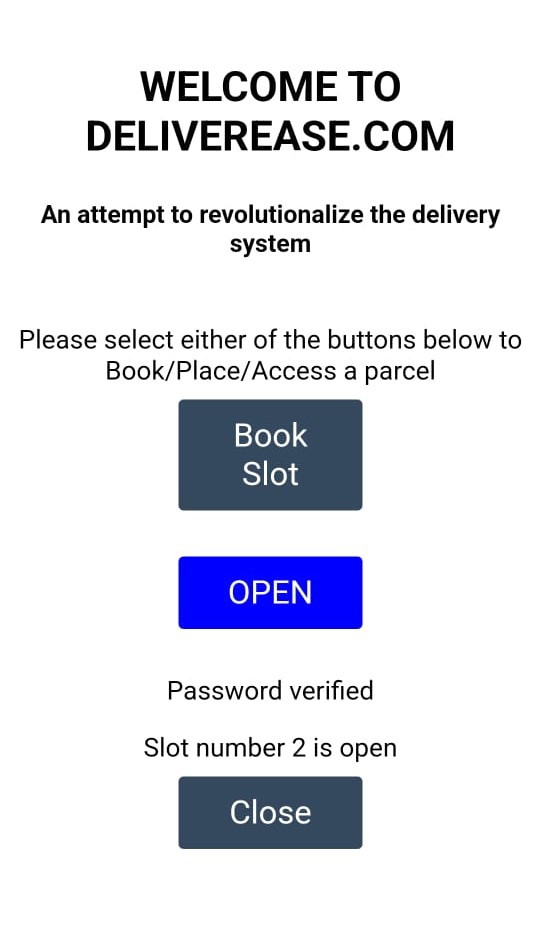 WELCOME TO
DELIVEREASE.COM
An attempt to revolutionalize the delivery
system
Please select either of the buttons below to
Book/Place/Access a parcel
Book
Slot
OPEN
Password verified
Slot number 2 is open
Close